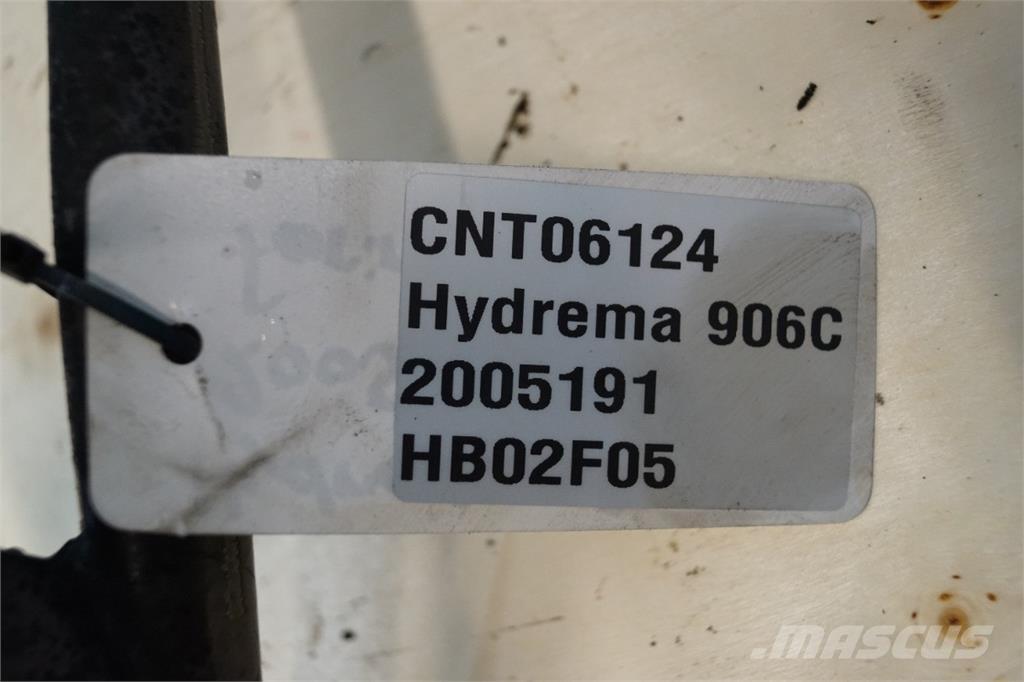 CNT06124
Hydrema 906C
2005191
HB02F05
MASCUS